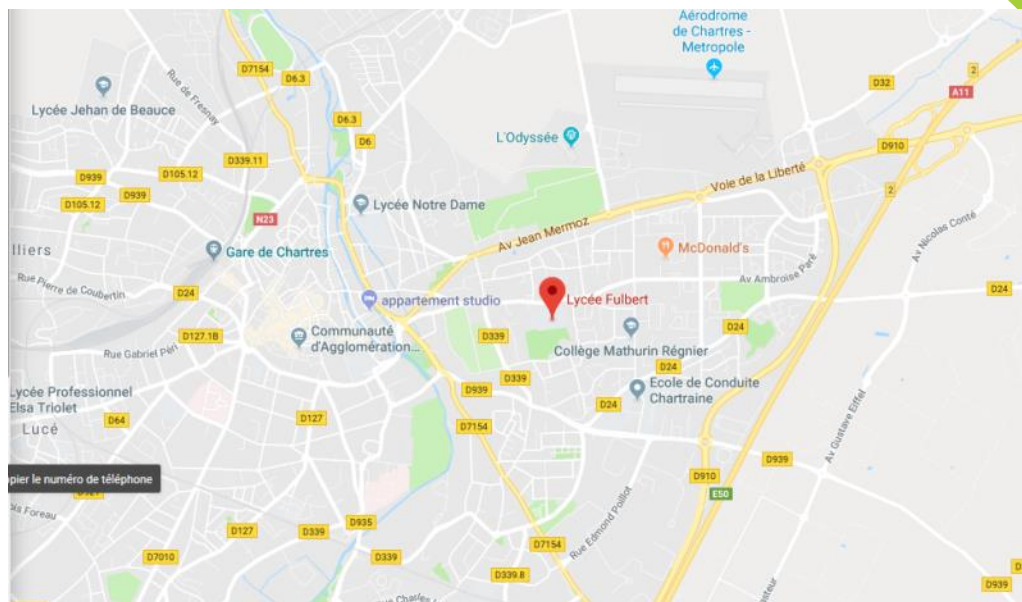 Aérodrome
de Chartres -
Metropole
2
D7154
D6.3
D32
A11
Rue de Fresnay
Lycée Jehan de Beauce
D6.3
D6
L'Odyssée
D910
D339.11
Voie de la Liberté
D939
D105.12
D939
2
D105.12
Lycée Notre Dame
N23
Av Jean Mermoz
Av Nicolas Conté
McDonald's
lliers
Gare de Chartres
Av Ambroise Paré
Rue Pierre de Coubertin
D24
appartement studio
Lycée Fulbert
D24
D127.1B
Communauté
d'Agglomération...
D339
D24
Rue Gabriel Péri
Collège Mathurin Régnier
D24
Lycée Professionnel
Elsa Triolet
D939
D339
Ecole de Conduite
Chartraine
D24
D64
D127
Lucé
D7154
Av Gustave Eiffel
D939
opier le numéro de téléphone
D910
E50
ois Foreau
D127
D339
D935
Rue Edmond Poillot
D7010
D339
D7154
D339.8
D939